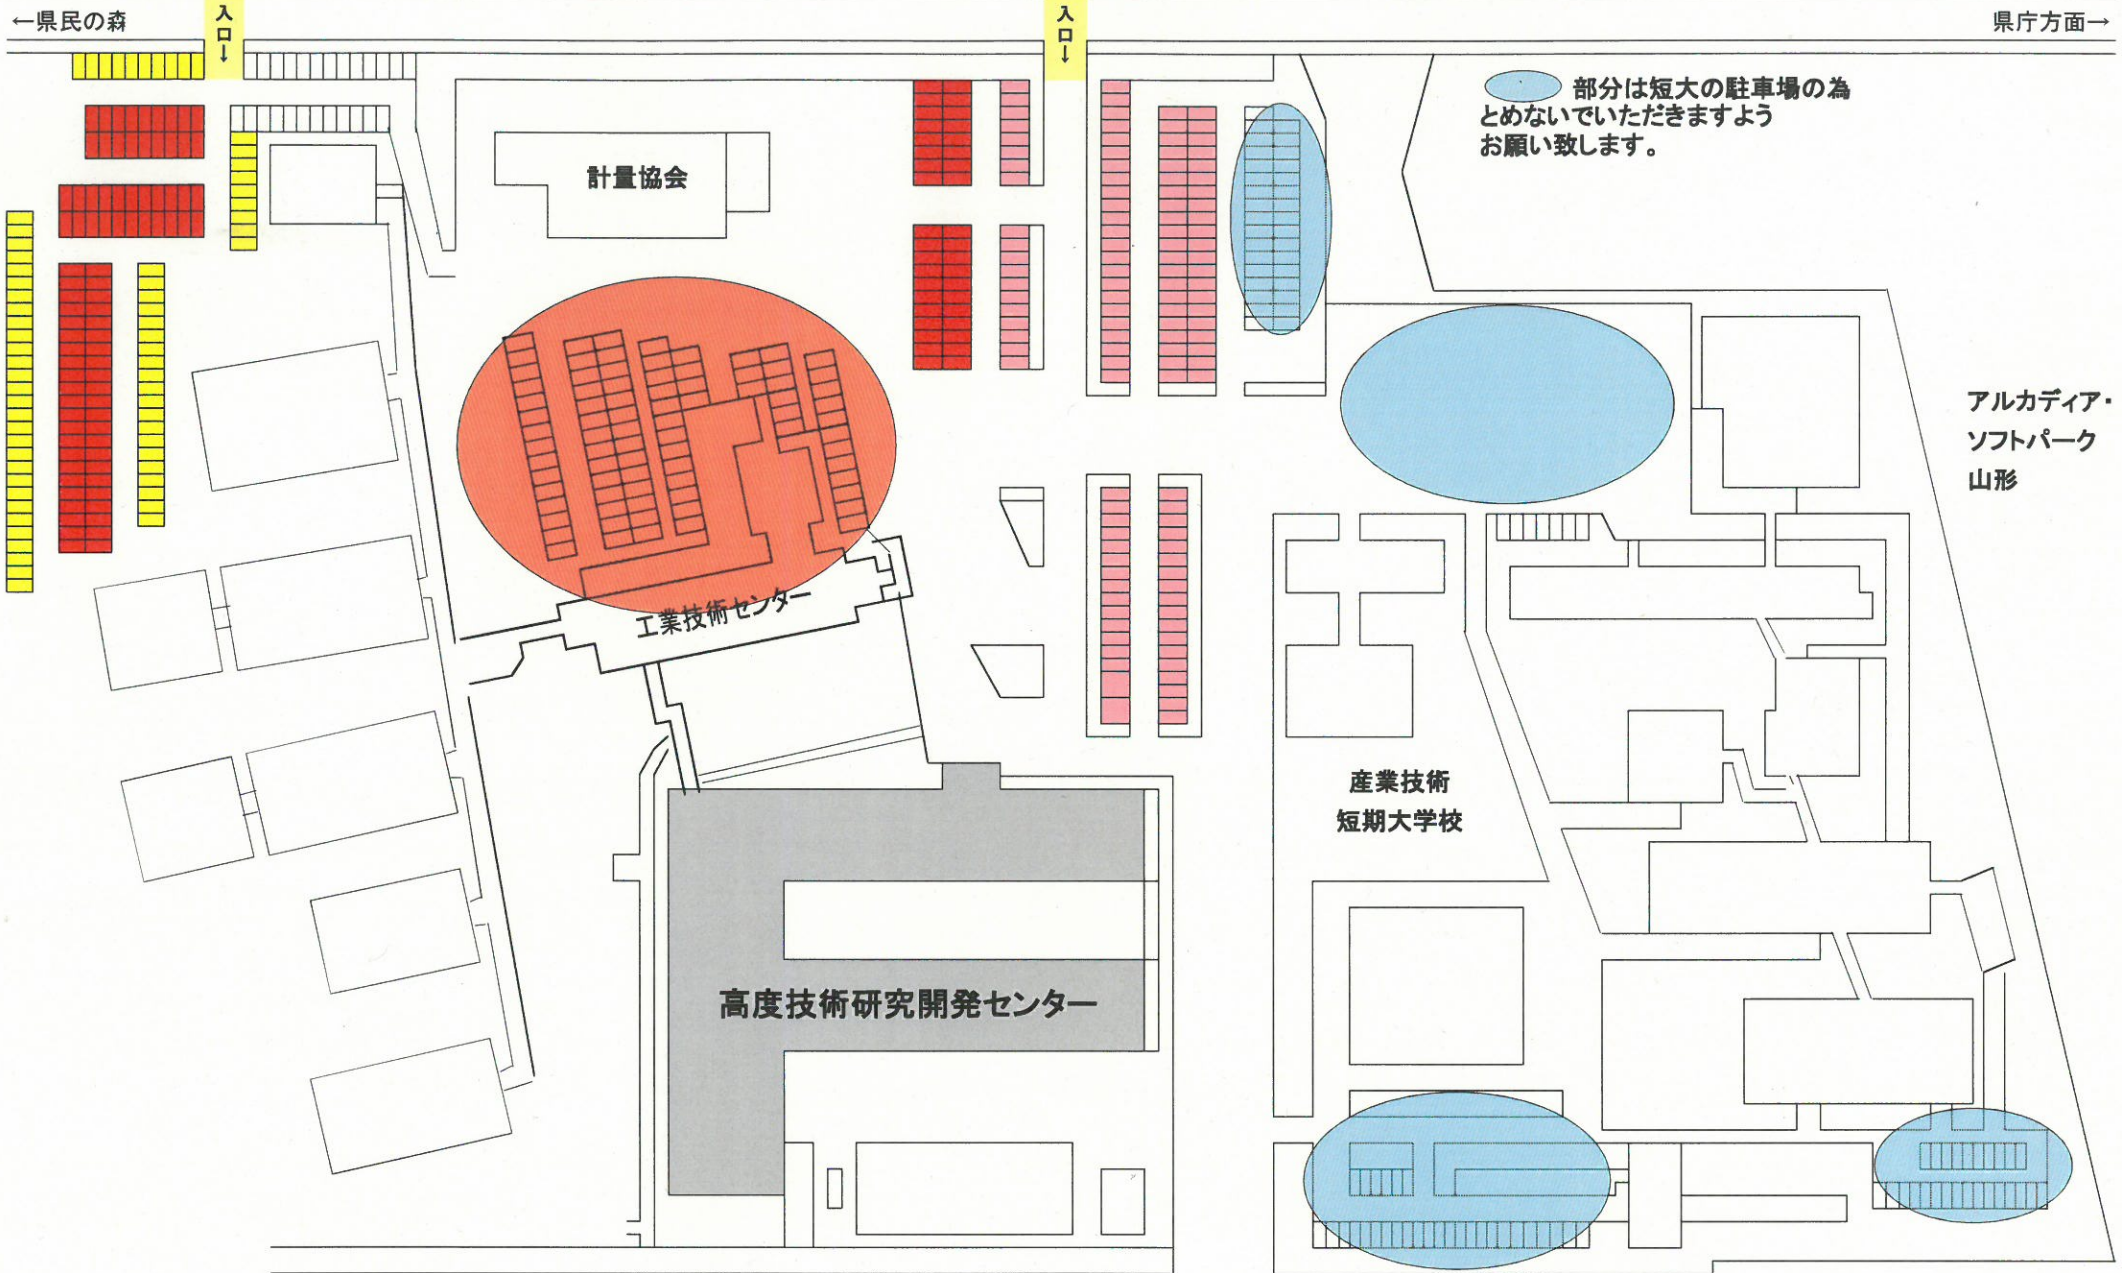 ←県民の森
入口↓
入口↓
県庁方面→
部分は短大の駐車場の為
とめないでいただきますよう
お願い致します。
計量協会
アルカディア・
ソフトパーク
山形
工業技術センター
産業技術
短期大学校
高度技術研究開発センター